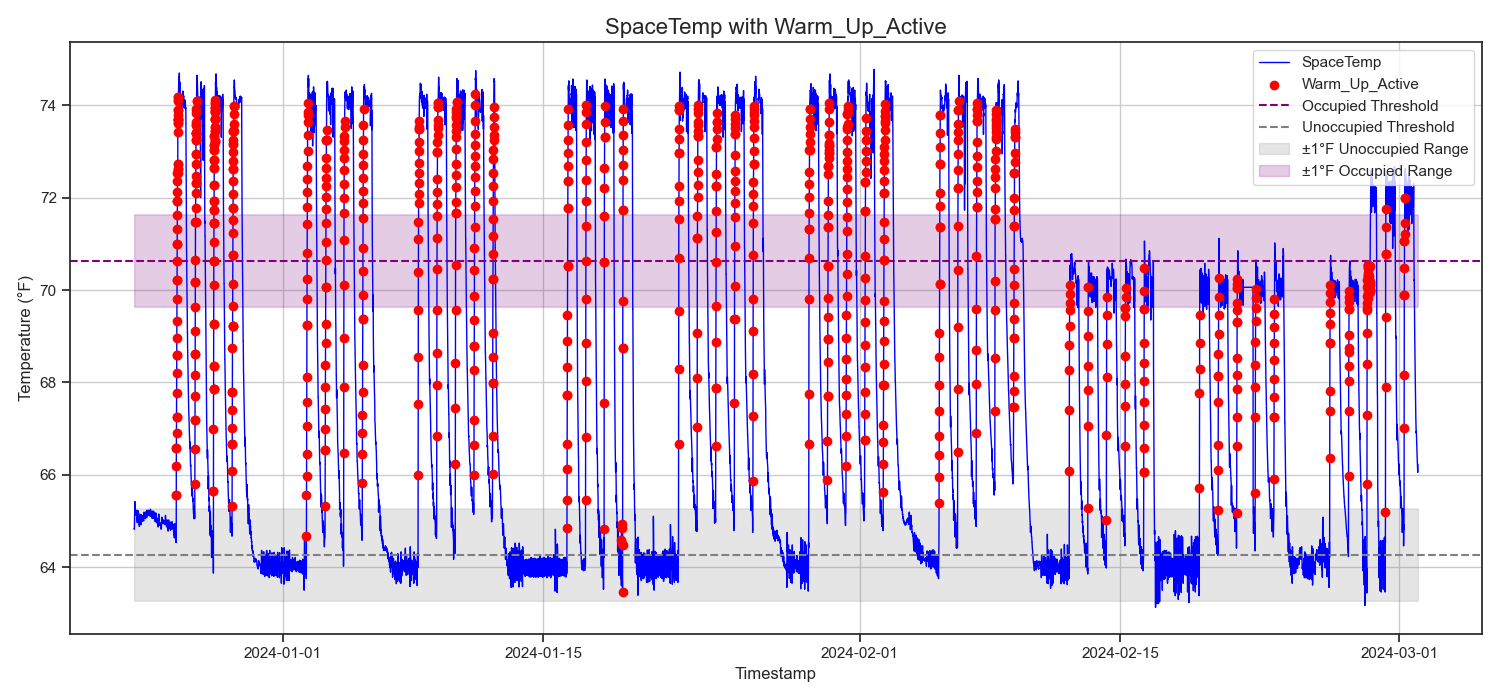 SpaceTemp with Warm_Up_Active
SpaceTemp
Warm_Up_Active
Occupied Threshold
Unoccupied Threshold
±1°F Unoccupied Range
±1°F Occupied Range
Temperature (°F)
74
72
70
68
66
64
2024-01-01
2024-01-15
2024-02-01
2024-02-15
2024-03-01
Timestamp